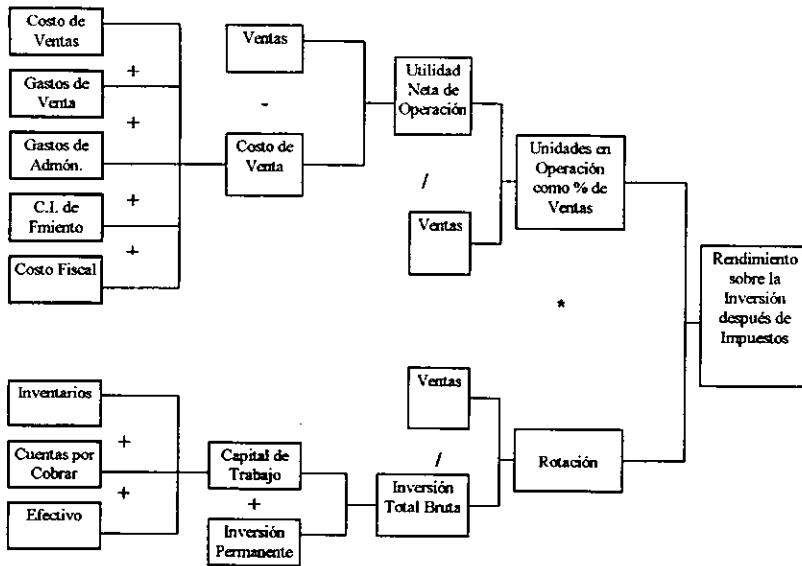 Costo de
Ventas
+
Gastos de
Venta
+
Gastos de
Admón.
+
C.I. de
Fmiento
+
Costo Fiscal
Ventas
-
Costo de
Venta
Utilidad
Neta de
Operación
/
Ventas
Unidades en
Operación
como % de
Ventas
*
Rendimiento
sobre la
Inversión
después de
Impuestos
Inventarios
+
Cuentas por
Cobrar
+
Efectivo
Capital de
Trabajo
+
Inversión
Permanente
Ventas
/
Inversión
Total Bruta
Rotación